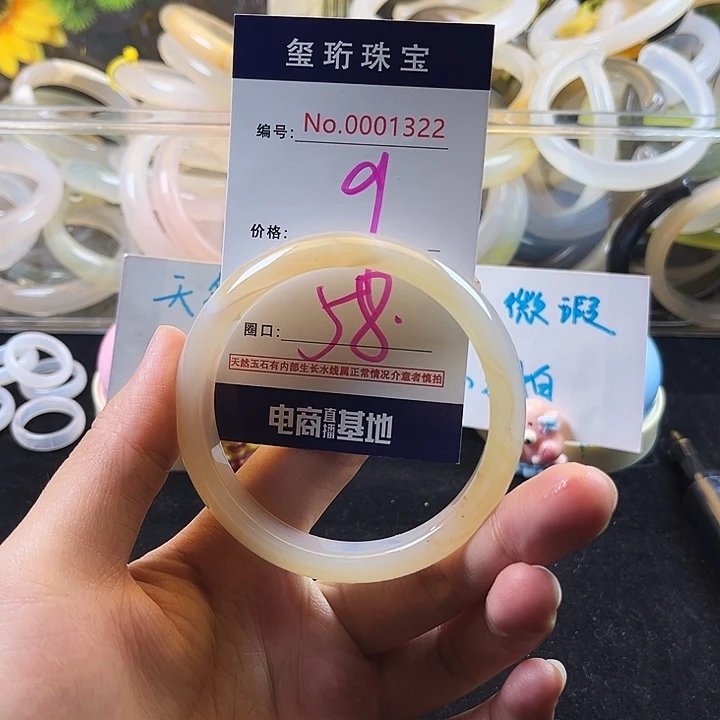 玺珩珠宝
编号:No.0001322
9
价格:
58.
圈口:
天然玉石有内部生长水线属正常情况介意者慎拍
电商直播基地
天
微瑕
拍